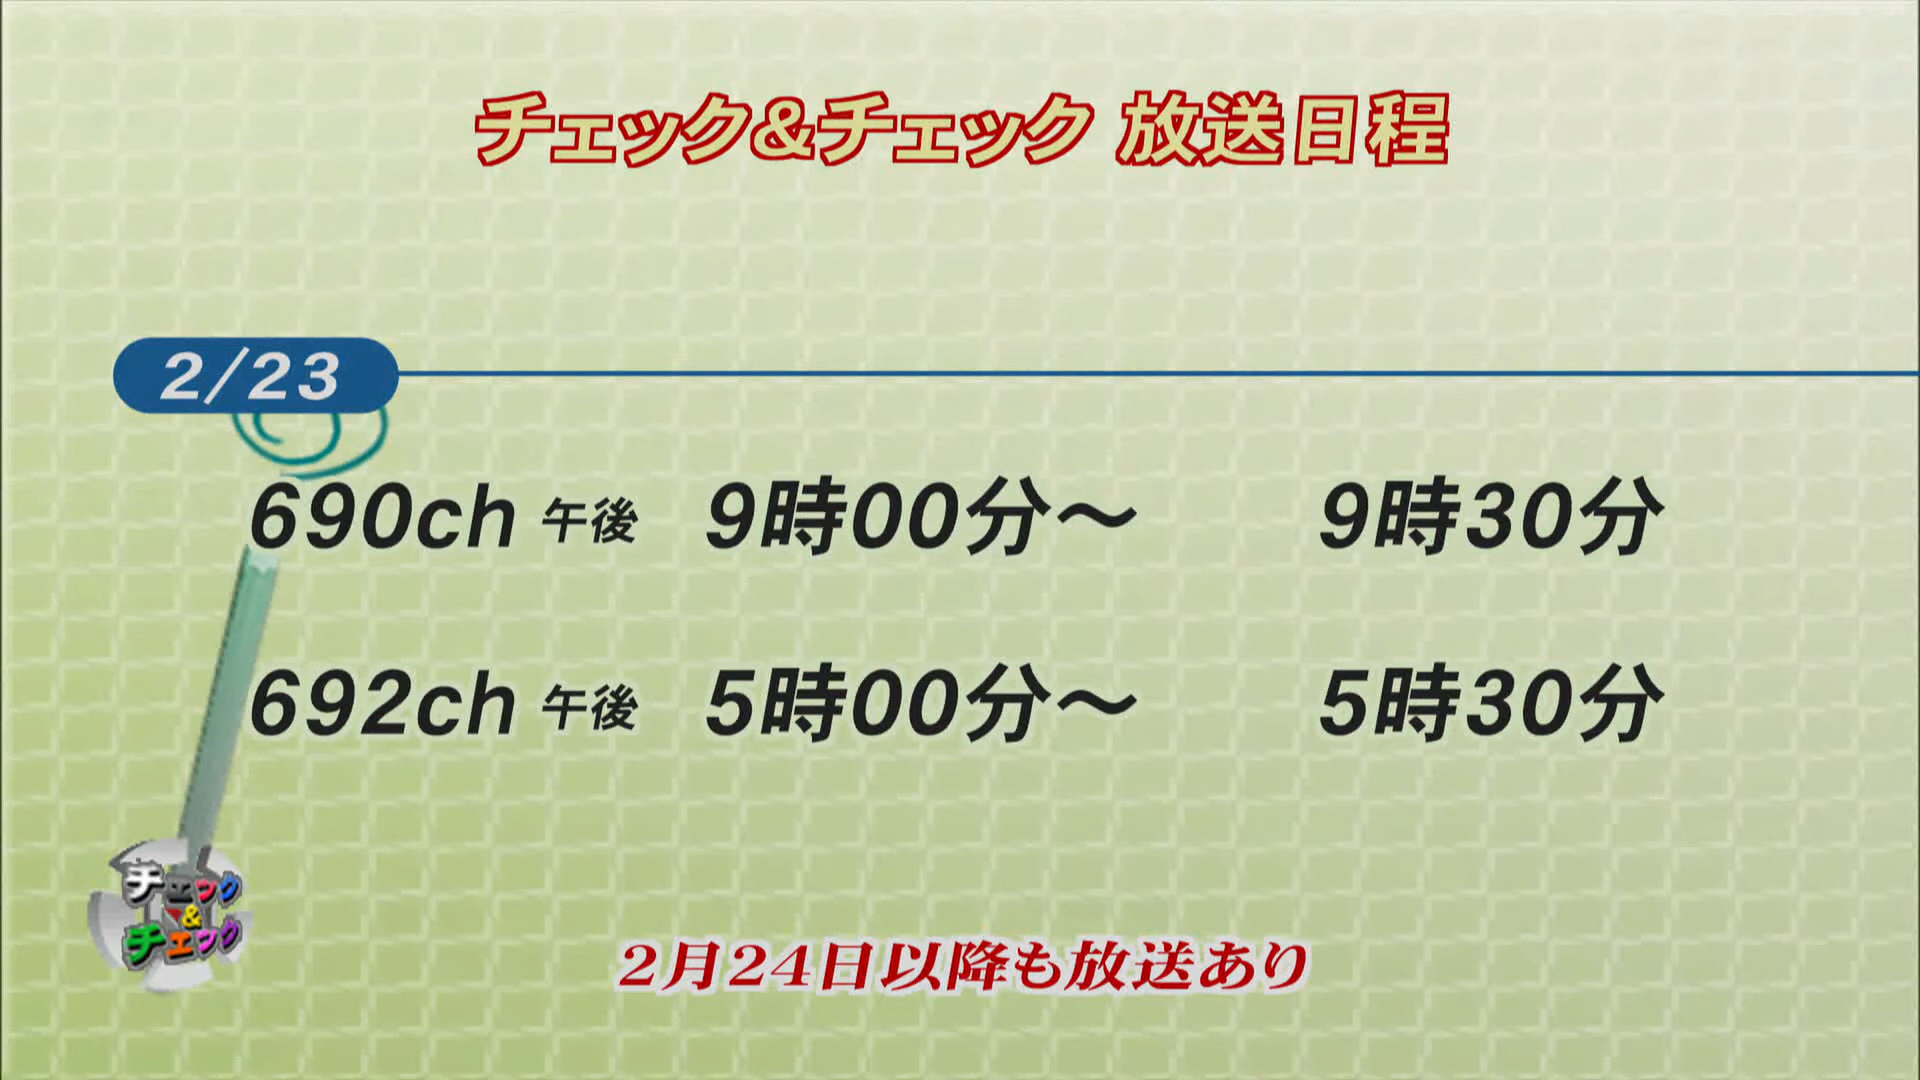 チェック&チェック 放送日程
2/23
690ch 午後 9時00分～ 9時30分
692ch 午後 5時00分～ 5時30分
チェック
&
チェック
2月24日以降も放送あり